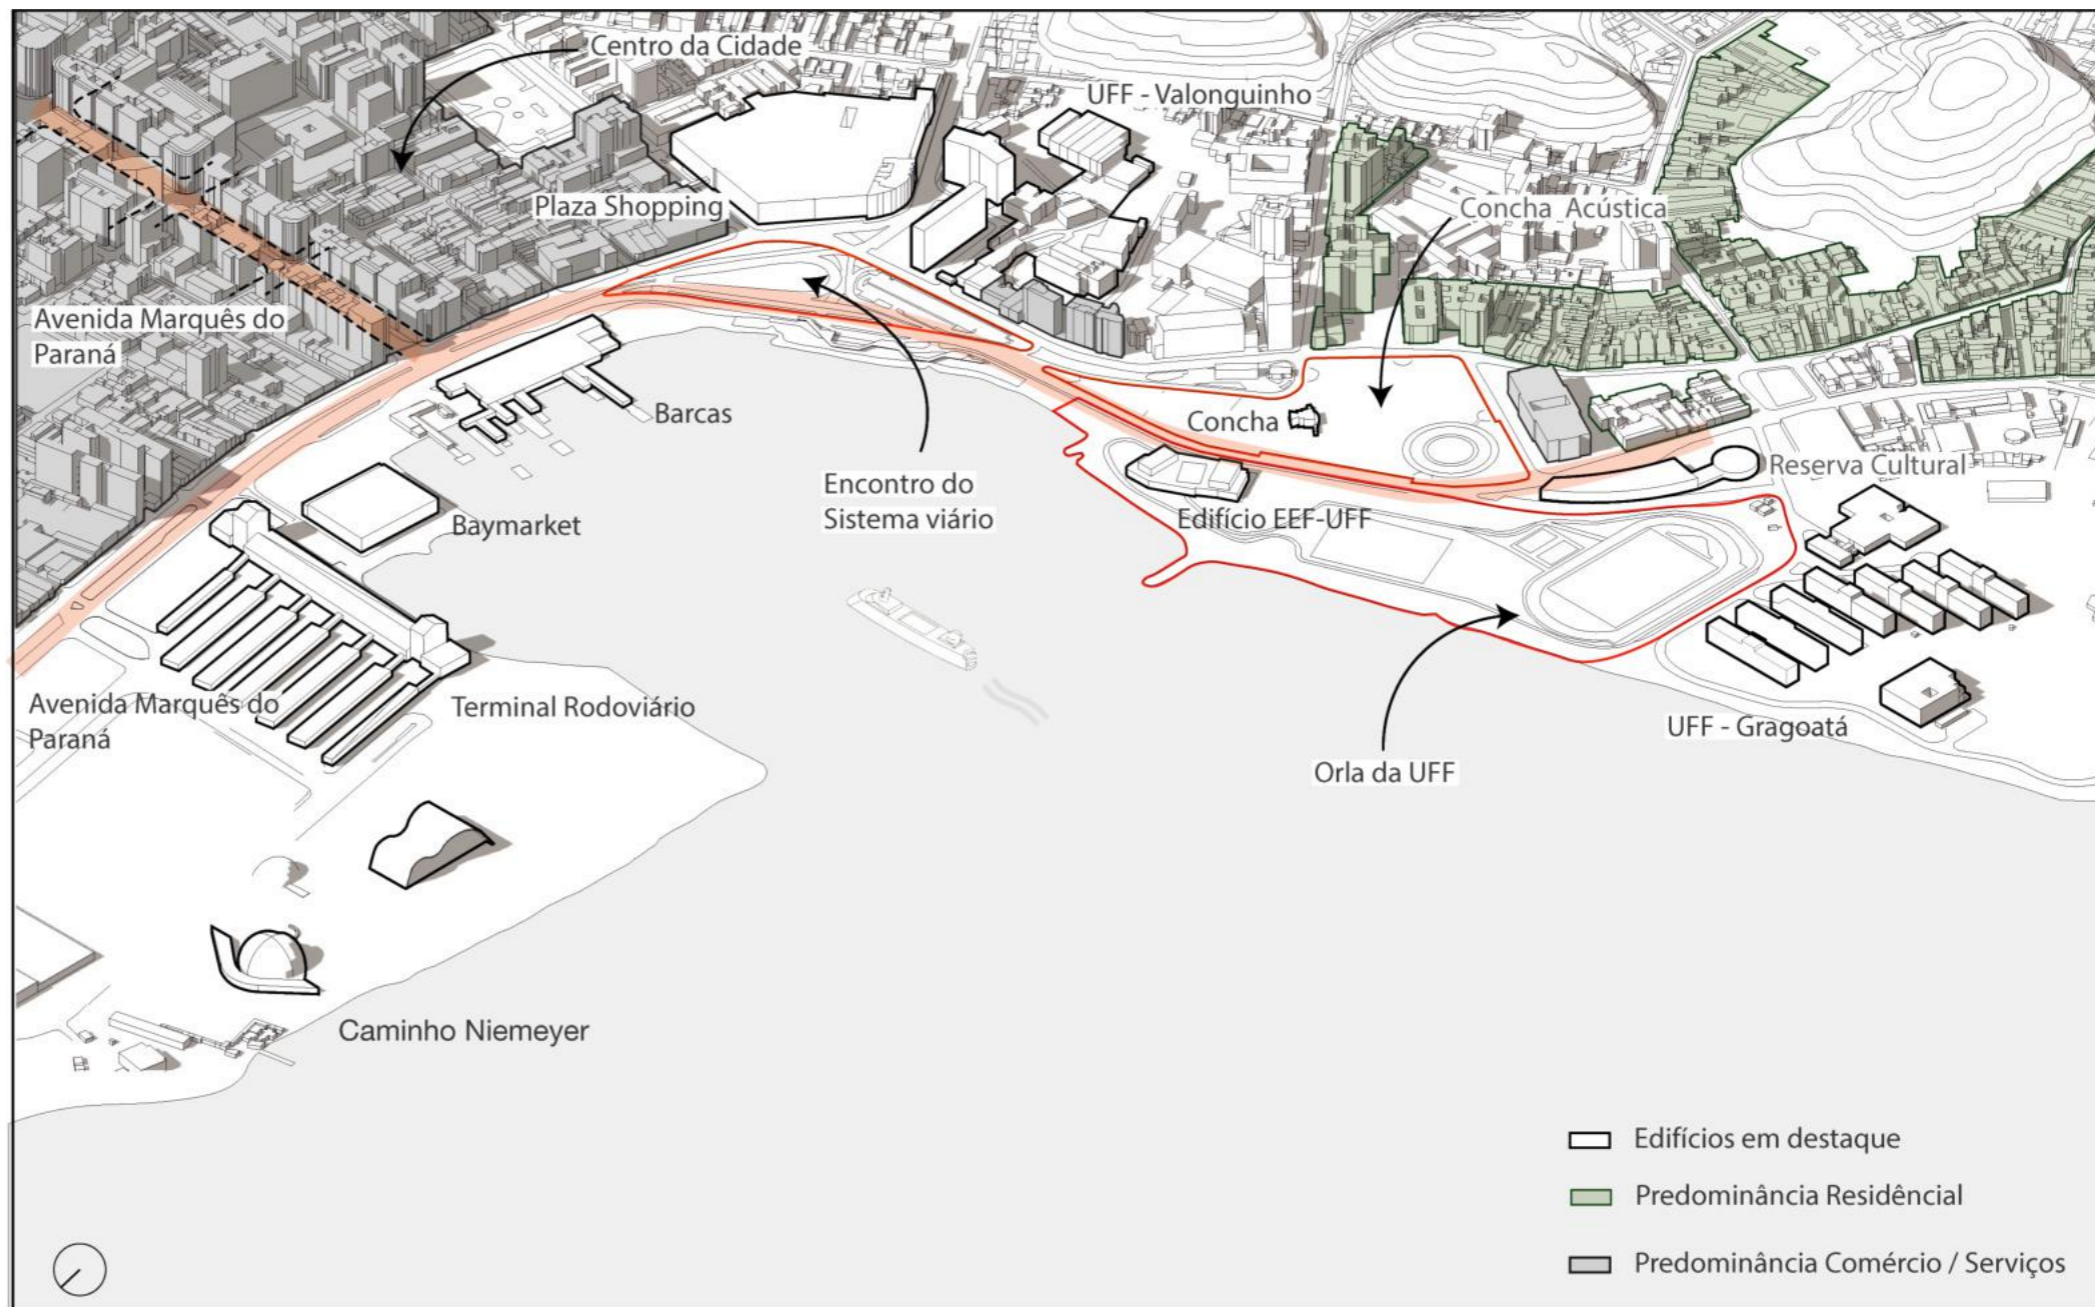 Centro da Cidade
UFF - Valonguinho
Plaza Shopping
Concha Acústica
Avenida Marquês do
Paraná
Barcas
Concha
Reserva Cultural
Encontro do
Sistema viário
Baymarket
Edifício EEF-UFF
Avenida Marquês do
Paraná
Terminal Rodoviário
UFF - Gragoatá
Orla da UFF
Caminho Niemeyer
Edifícios em destaque
Predominância Residêncial
Predominância Comércio / Serviços